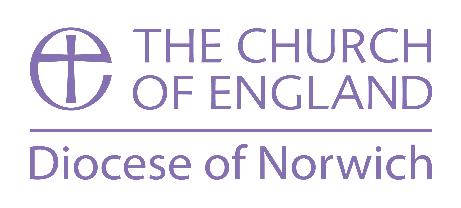 THE CHURCH
OF ENGLAND
Diocese of Norwich